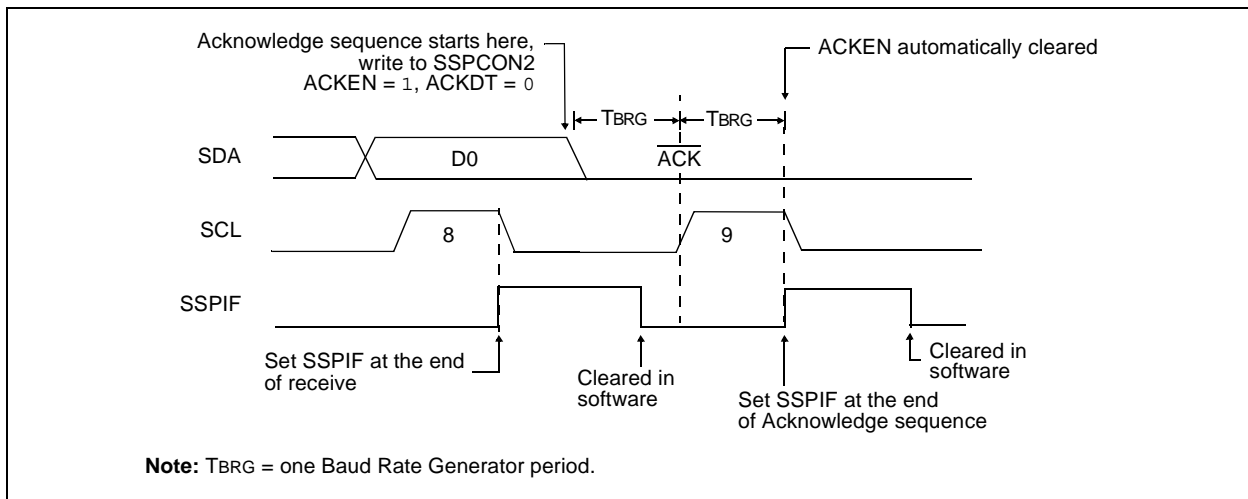 Acknowledge sequence starts here,
write to SSPCON2
ACKEN = 1, ACKDT = 0
ACKEN automatically cleared
TBRG
TBRG
SDA
D0
ACK
SCL
8
9
SSPIF
Set SSPIF at the end
of receive
Cleared in
software
Set SSPIF at the end
of Acknowledge sequence
Cleared in
software
Note: TBRG = one Baud Rate Generator period.